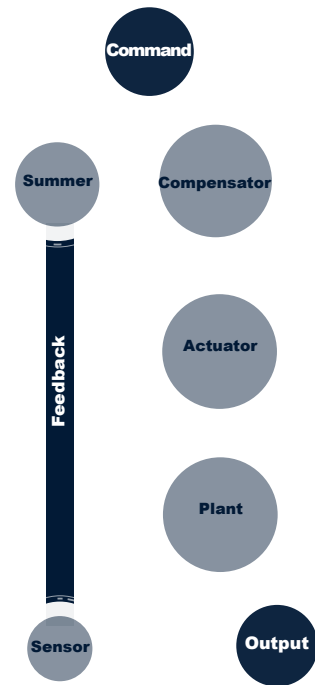 Command
Summer
Compensator
Feedback
Actuator
Plant
Sensor
Output